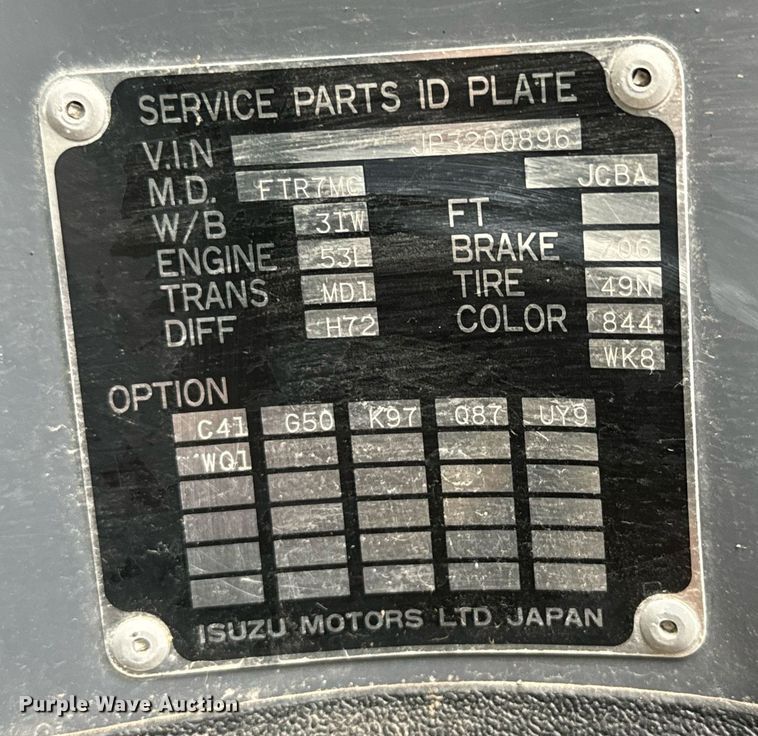 SERVICE PARTS ID PLATE
V.I.N JP3200896
M.D. FTR7MC JCBA
W/B 31W FT
ENGINE 53L BRAKE 706
TRANS MD1 TIRE 49N
DIFF H72 COLOR 844
WK8
OPTION
C41 G50 K97 Q87 UY9
WQ1
ISUZU MOTORS LTD. JAPAN
Purple Wave Auction